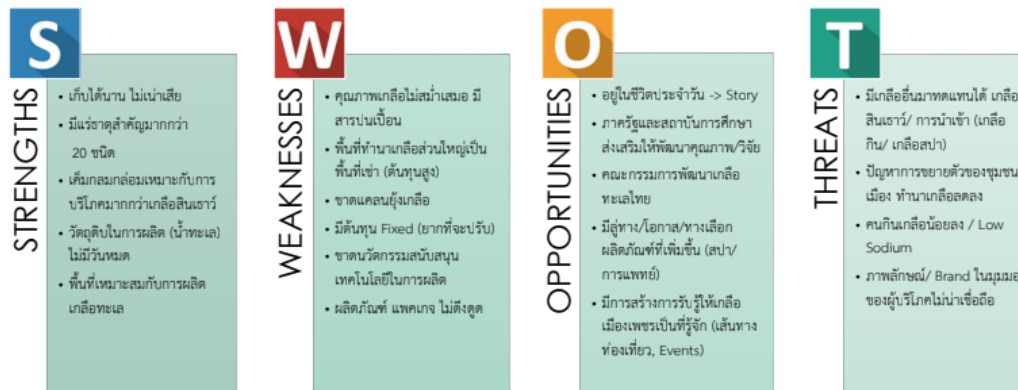 S
STRENGTHS
• เก็บได้นาน ไม่เน่าเสีย
• มีแร่ธาตุสำคัญมากกว่า
20 ชนิด
• เค็มกลมกล่อมเหมาะกับการ
บริโภคมากกว่าเกลือสินเธาว์
• วัตถุดิบในการผลิต (น้ำทะเล)
ไม่มีวันหมด
• พื้นที่เหมาะสมกับการผลิต
เกลือทะเล
W
WEAKNESSES
• คุณภาพเกลือไม่สม่ำเสมอ มี
สารปนเปื้อน
• พื้นที่ทำนาเกลือส่วนใหญ่เป็น
พื้นที่เช่า (ต้นทุนสูง)
• ขาดแคลนยุ้งเกลือ
• มีต้นทุน Fixed (ยากที่จะปรับ)
• ขาดนวัตกรรมสนับสนุน
เทคโนโลยีในการผลิต
• ผลิตภัณฑ์ แพคเกจ ไม่ดึงดูด
O
OPPORTUNITIES
• อยู่ในชีวิตประจำวัน -> Story
• ภาครัฐและสถาบันการศึกษา
ส่งเสริมให้พัฒนาคุณภาพ/วิจัย
• คณะกรรมการพัฒนาเกลือ
ทะเลไทย
• มีลู่ทาง/โอกาส/ทางเลือก
ผลิตภัณฑ์ที่เพิ่มขึ้น (สปา/
การแพทย์)
• มีการสร้างการรับรู้ให้เกลือ
เมืองเพชรเป็นที่รู้จัก (เส้นทาง
ท่องเที่ยว, Events)
T
THREATS
• มีเกลืออื่นมาทดแทนได้ เกลือ
สินเธาว์/ การนำเข้า (เกลือ
กิน/ เกลือสปา)
• ปัญหาการขยายตัวของชุมชน
เมือง ทำนาเกลือลดลง
• คนกินเกลือน้อยลง / Low
Sodium
• ภาพลักษณ์/ Brand ในมุมมอ
ของผู้บริโภคไม่น่าเชื่อถือ